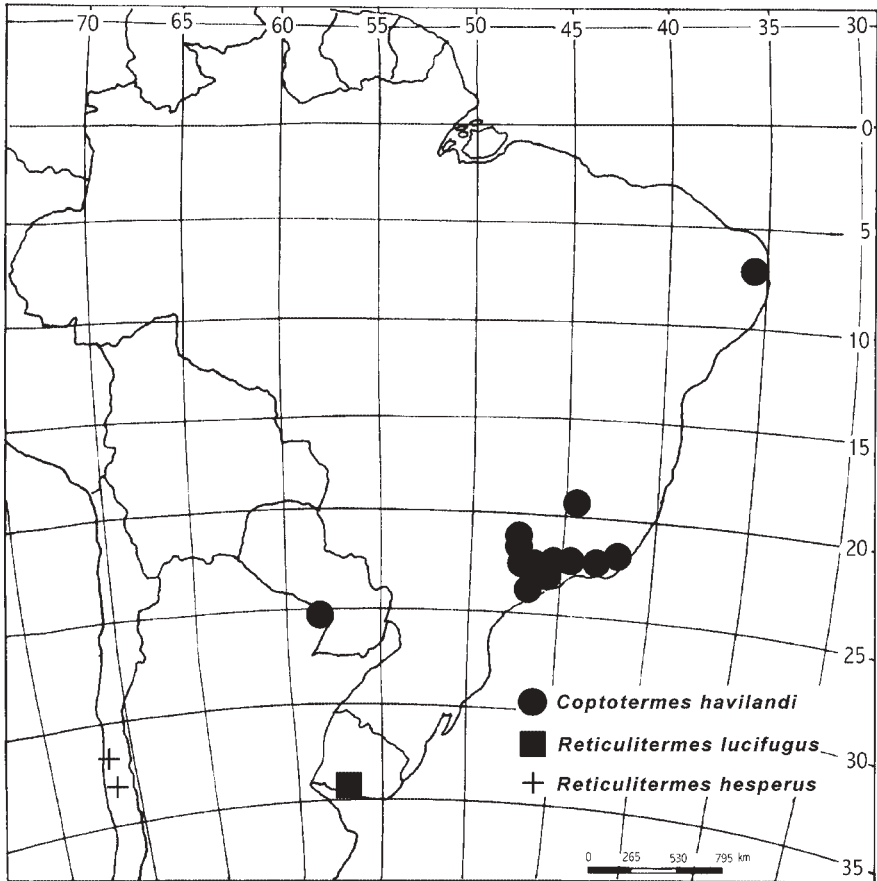 70 65 60 55 50 45 40 35 30
0
5
10
15
20
25
Coptotermes havilandi
Reticulitermes lucifugus
30
Reticulitermes hesperus
0 265 530 795 km
35